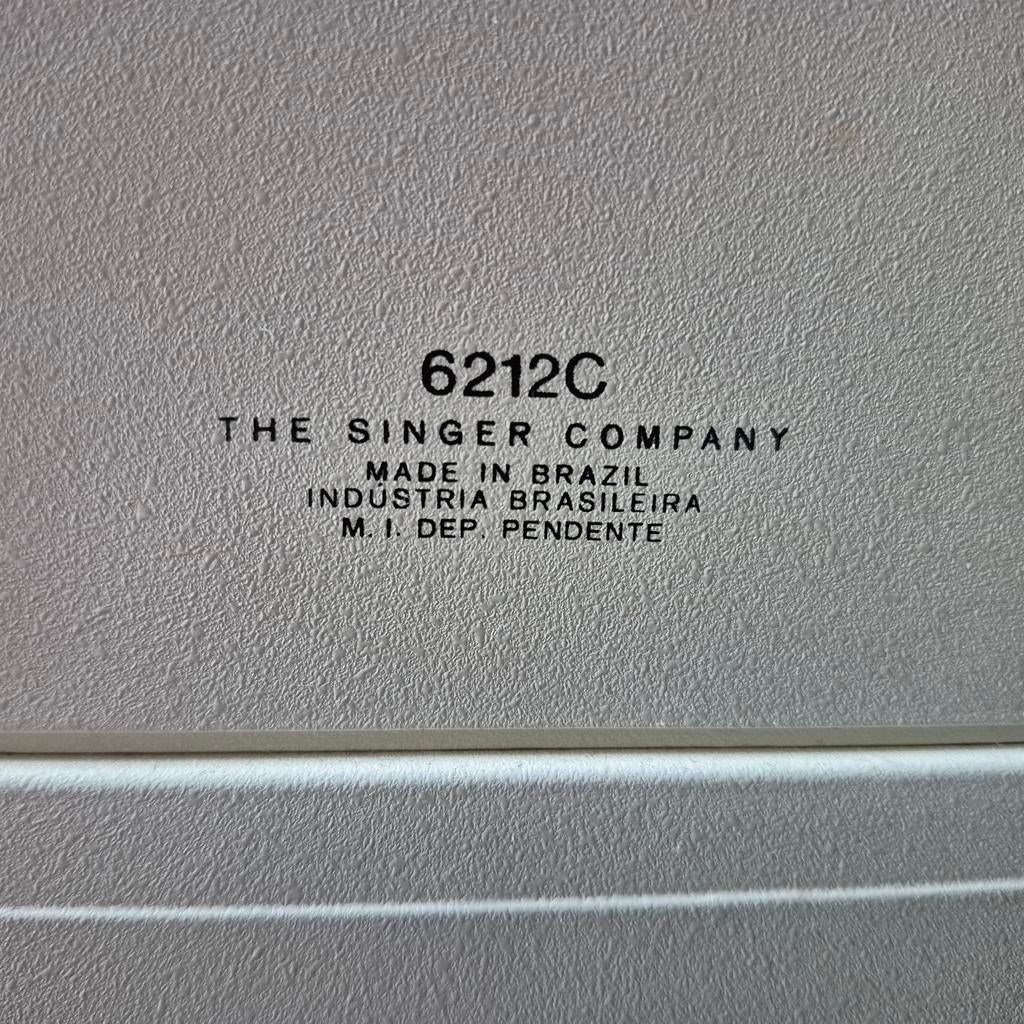 6212C
THE SINGER COMPANY
MADE IN BRAZIL
INDÚSTRIA BRASILEIRA
M. I. DEP. PENDENTE